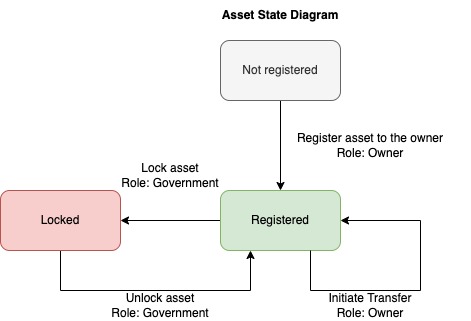 Asset State Diagram
Not registered
Register asset to the owner
Role: Owner
Lock asset
Role: Government
Locked
Registered
Unlock asset
Role: Government
Initiate Transfer
Role: Owner